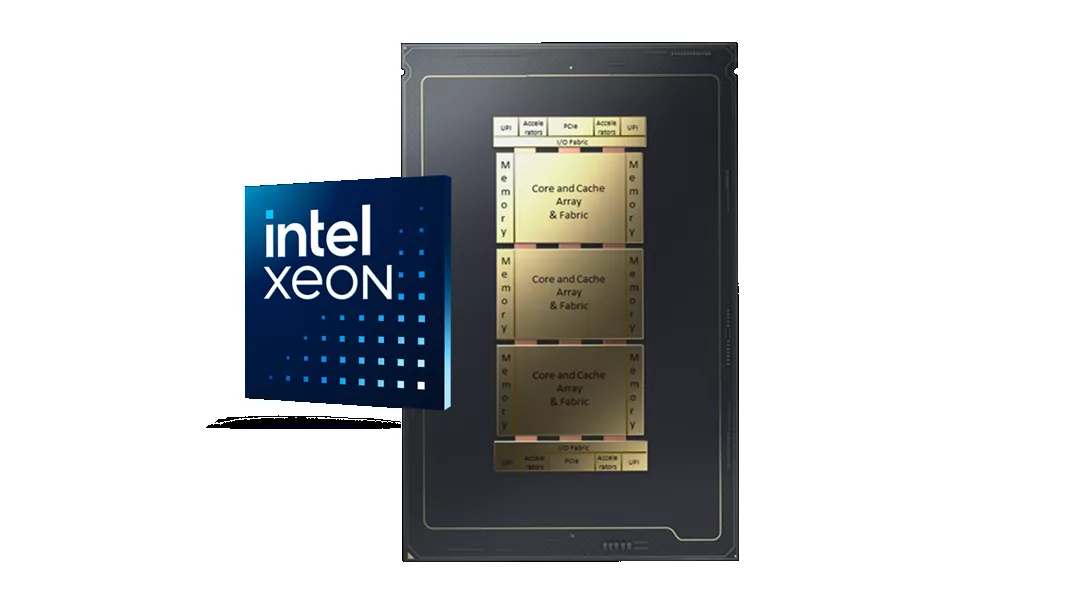 intel
xeon
UPI
Accele
rators
PCIe
Accele
rators
UPI
I/O Fabric
Memory
Core and Cache
Array
& Fabric
Memory
Memory
Core and Cache
Array
& Fabric
Memory
Memory
Core and Cache
Array
& Fabric
Memory
I/O Fabric
UPI
Accele
rators
PCIe
Accele
rators
UPI